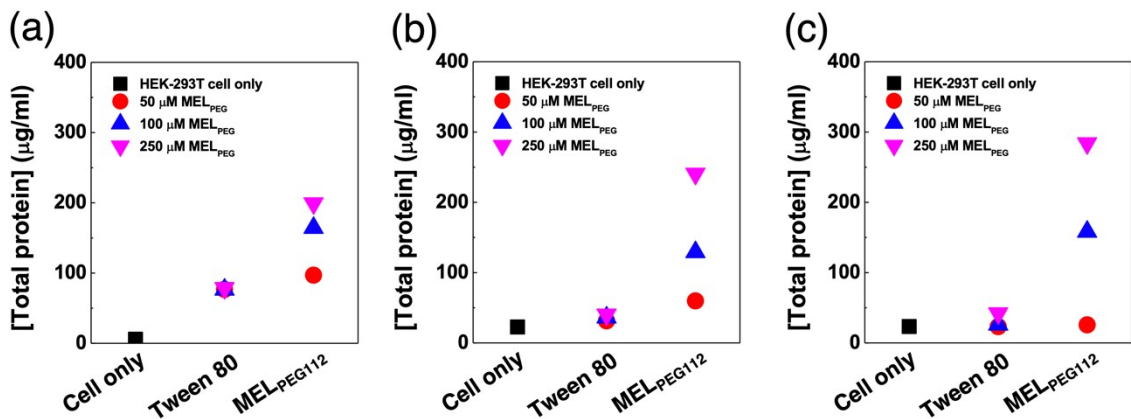 (a)
[Total protein] (μg/ml)
400
300
200
100
0
HEK-293T cell only
50 μM MELPEG
100 μM MELPEG
250 μM MELPEG
Cell only
Tween 80
MELPEG112
(b)
[Total protein] (μg/ml)
400
300
200
100
0
HEK-293T cell only
50 μM MELPEG
100 μM MELPEG
250 μM MELPEG
Cell only
Tween 80
MELPEG112
(c)
[Total protein] (μg/ml)
400
300
200
100
0
HEK-293T cell only
50 μM MELPEG
100 μM MELPEG
250 μM MELPEG
Cell only
Tween 80
MELPEG112